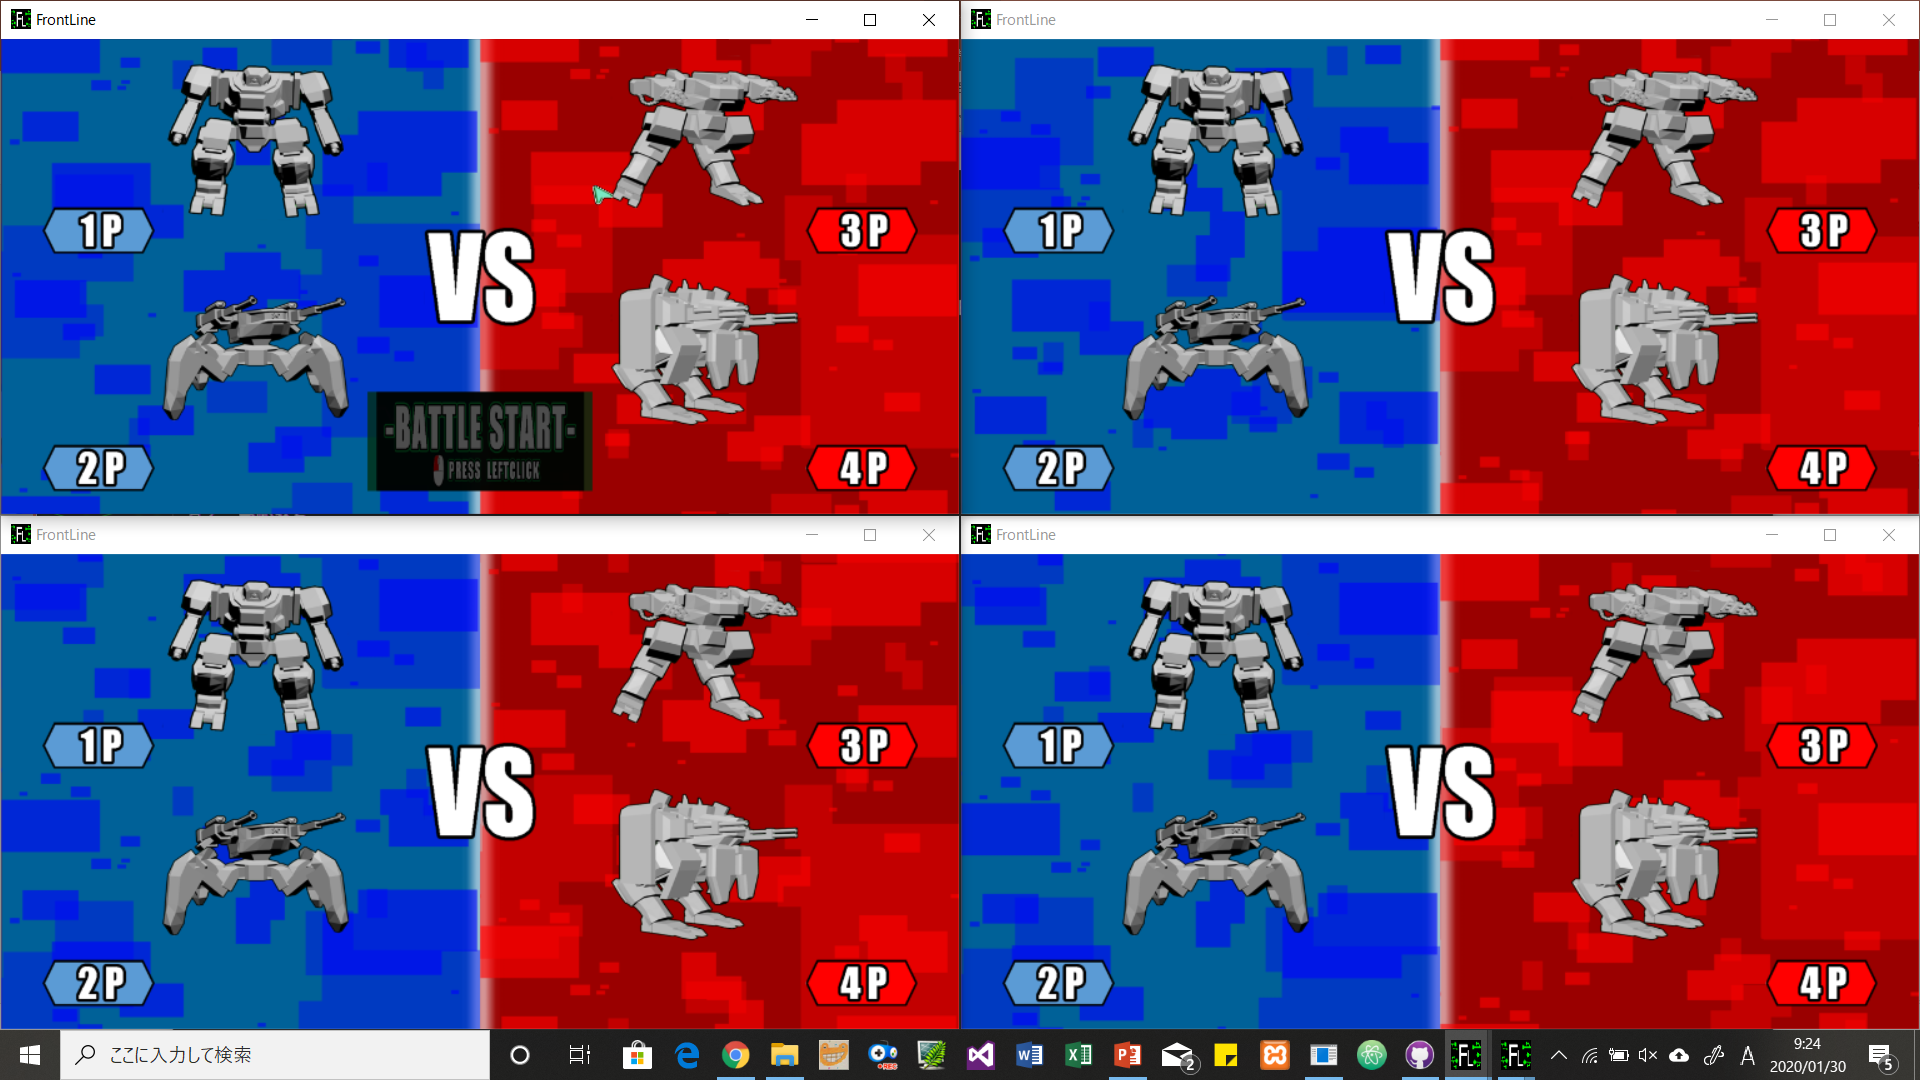 FrontLine
1P
3P
VS
2P
4P
-BATTLE START-
PRESS LEFTCLICK
FrontLine
1P
3P
VS
2P
4P
FrontLine
1P
3P
VS
2P
4P
FrontLine
1P
3P
VS
2P
4P
ここに入力して検索
2
A
9:24
2020/01/30
5